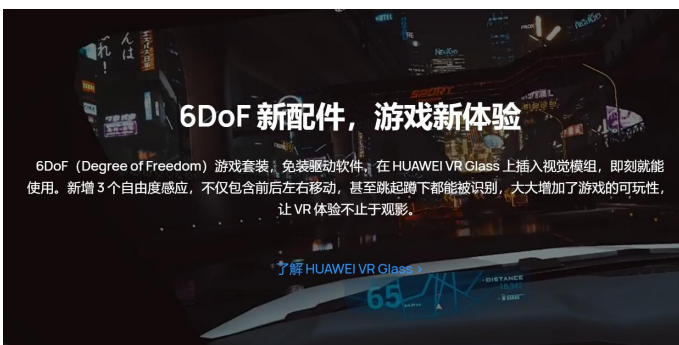 6DoF 新配件，游戏新体验
6DoF（Degree of Freedom）游戏套装，免装驱动软件，在 HUAWEI VR Glass 上插入视觉模组，即刻就能
使用。新增 3 个自由度感应，不仅包含前后左右移动，甚至跳起蹲下都能被识别，大大增加了游戏的可玩性，
让 VR 体验不止于观影。
了解 HUAWEI VR Glass >
DISTANCE
65